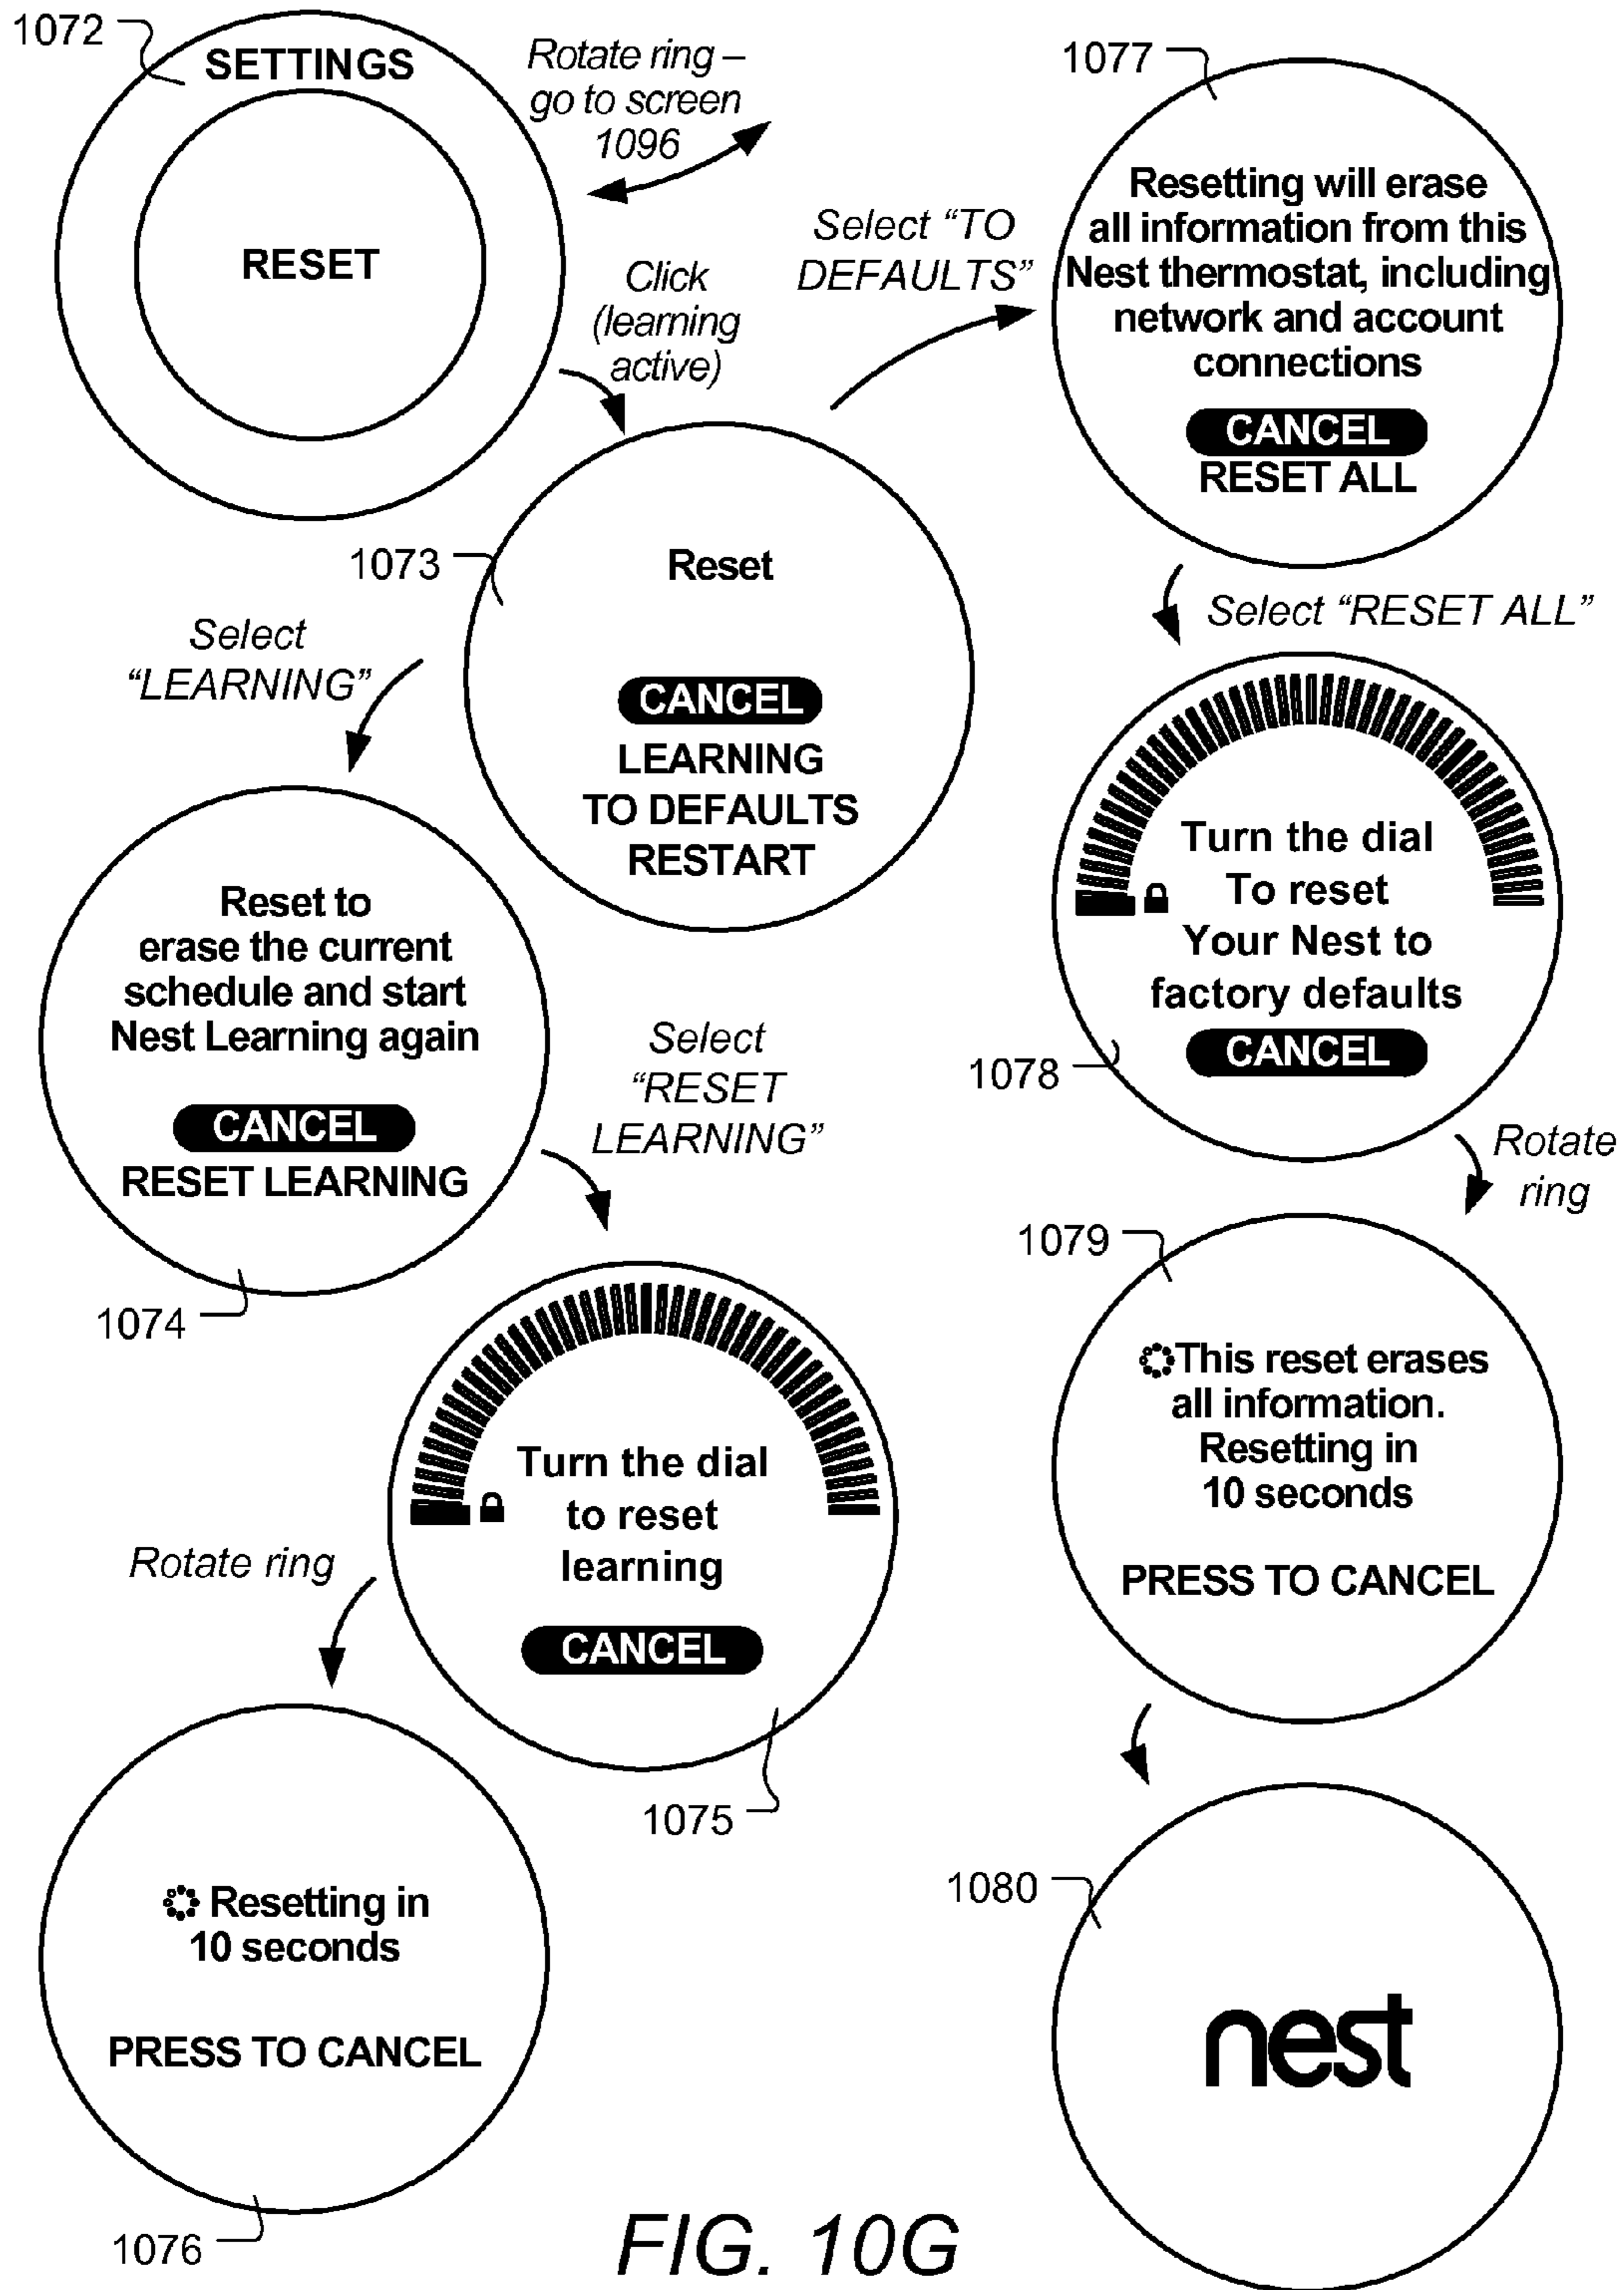 1072
SETTINGS
RESET
Rotate ring –
go to screen
1096
Click
(learning
active)
Select “TO
DEFAULTS”
1077
Resetting will erase
all information from this
Nest thermostat, including
network and account
connections
CANCEL
RESET ALL
1073
Reset
CANCEL
LEARNING
TO DEFAULTS
RESTART
Select
“LEARNING”
Select “RESET ALL”
Reset to
erase the current
schedule and start
Nest Learning again
CANCEL
RESET LEARNING
1074
Select
“RESET
LEARNING”
Turn the dial
To reset
Your Nest to
factory defaults
CANCEL
1078
Rotate
ring
Turn the dial
to reset
learning
CANCEL
1075
Rotate ring
1079
This reset erases
all information.
Resetting in
10 seconds
PRESS TO CANCEL
Resetting in
10 seconds
PRESS TO CANCEL
1076
1080
nest
FIG. 10G